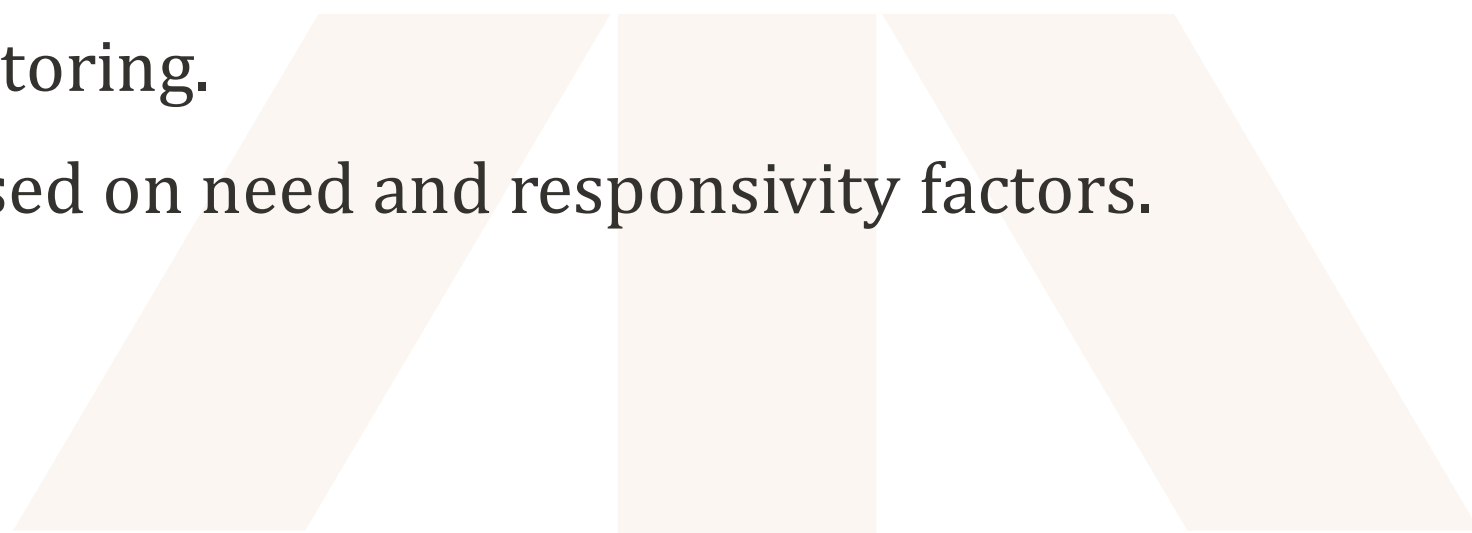 toring.
sed on need and responsivity factors.